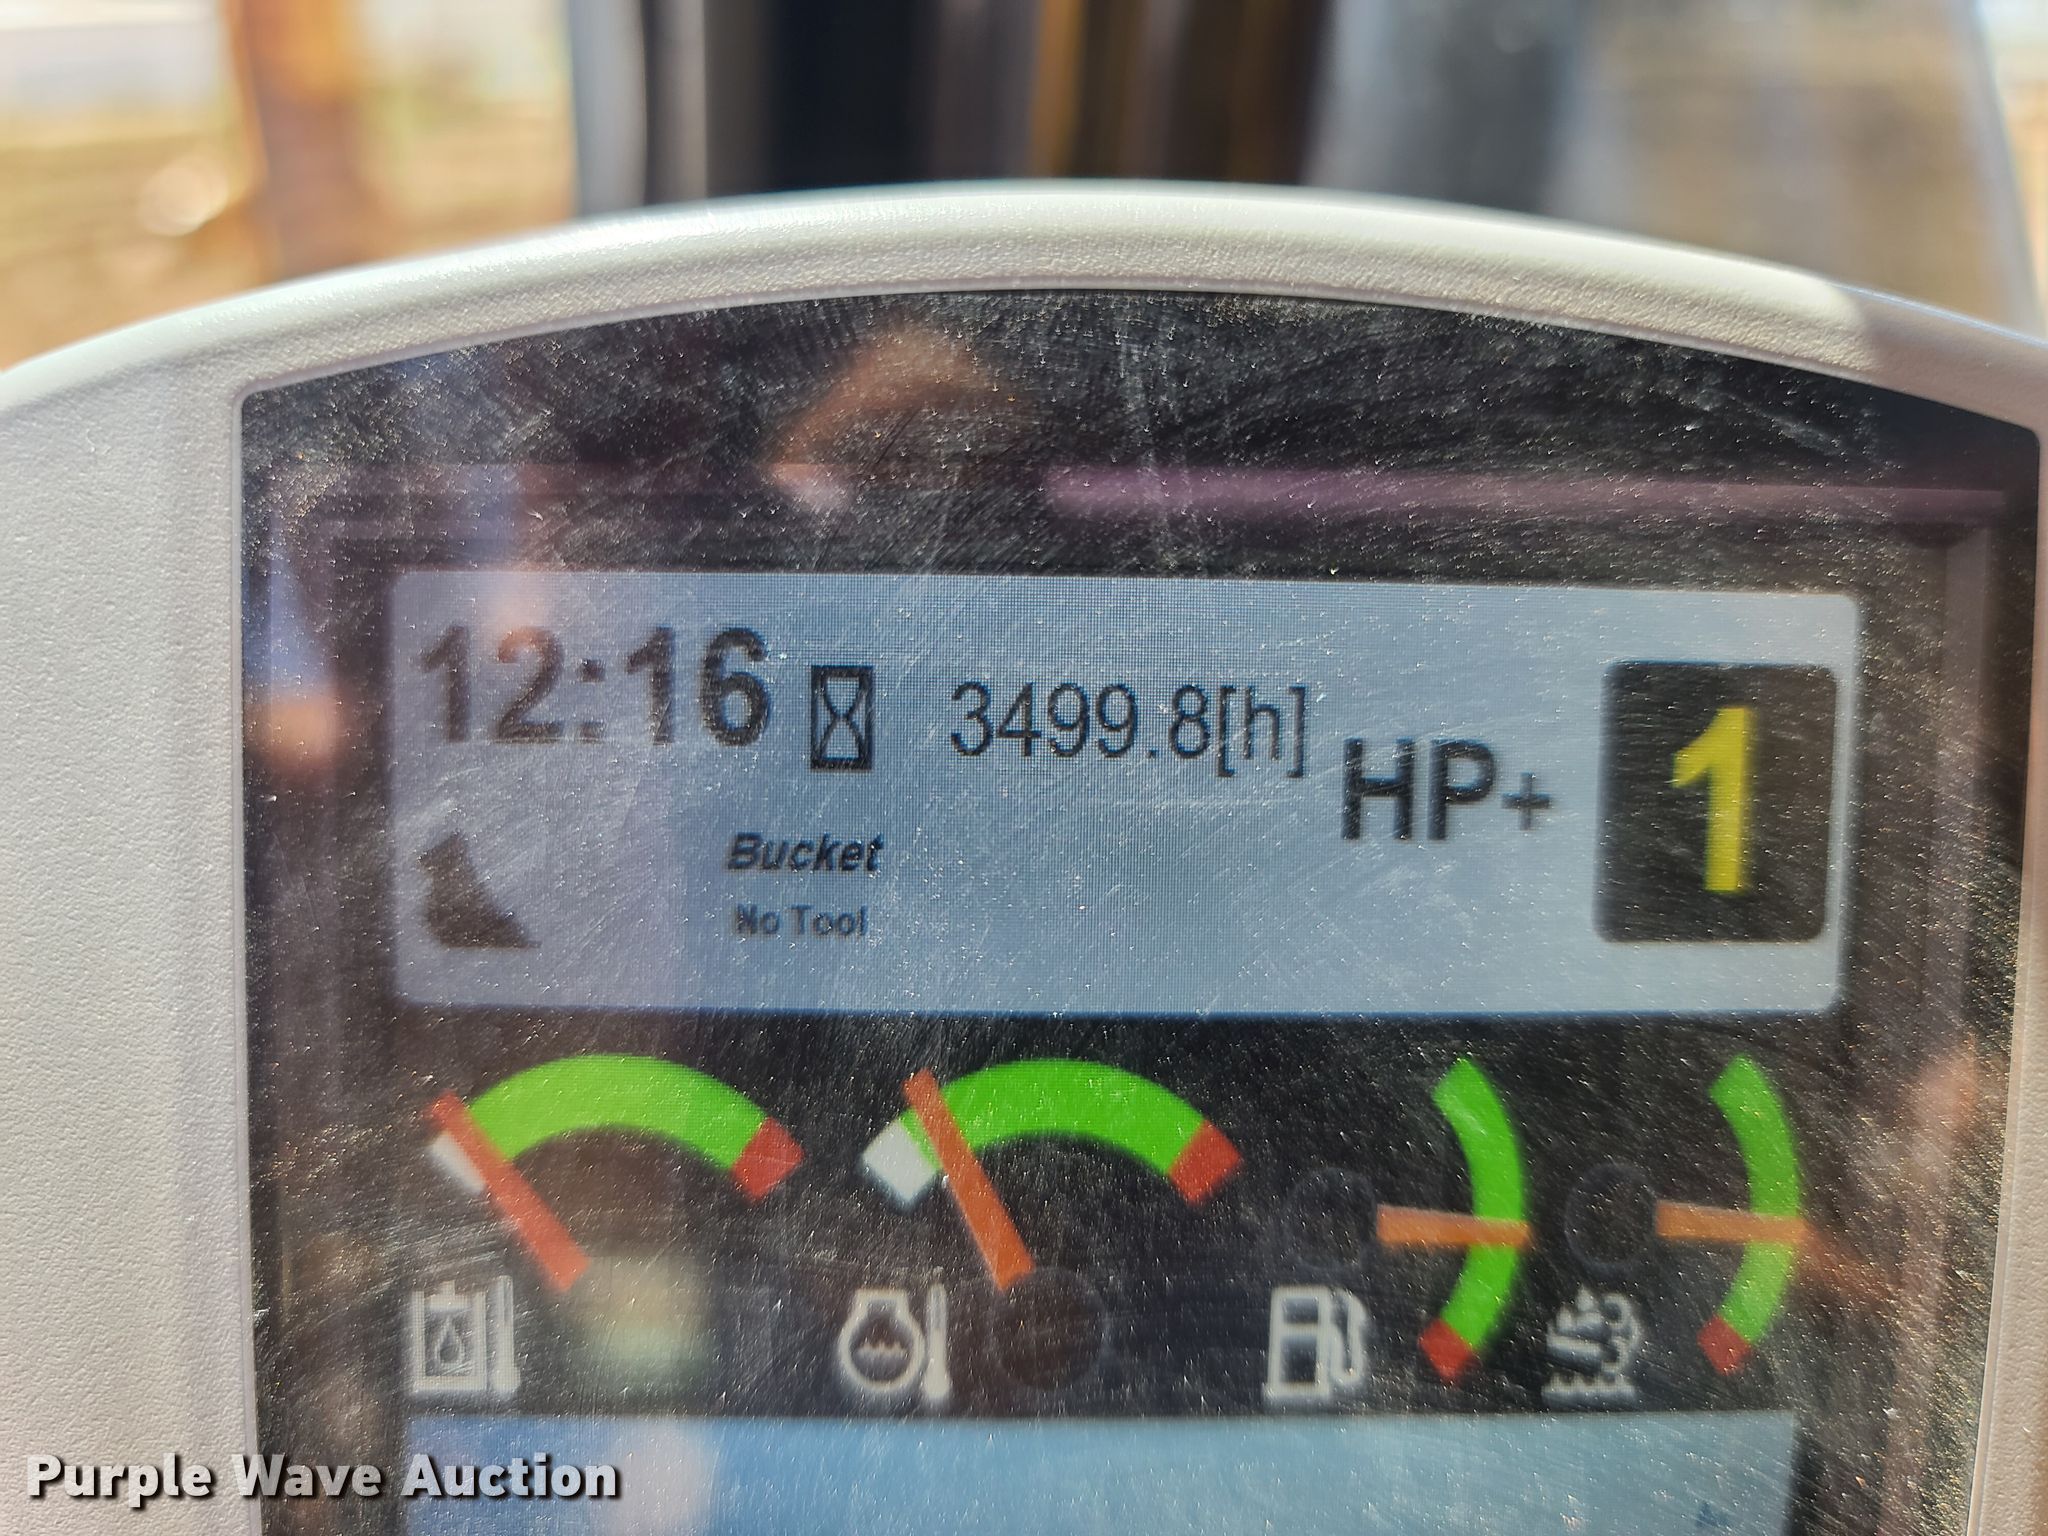 12:16 3499.8[h]
HP+ 1
Bucket
No Tool
Purple Wave Auction